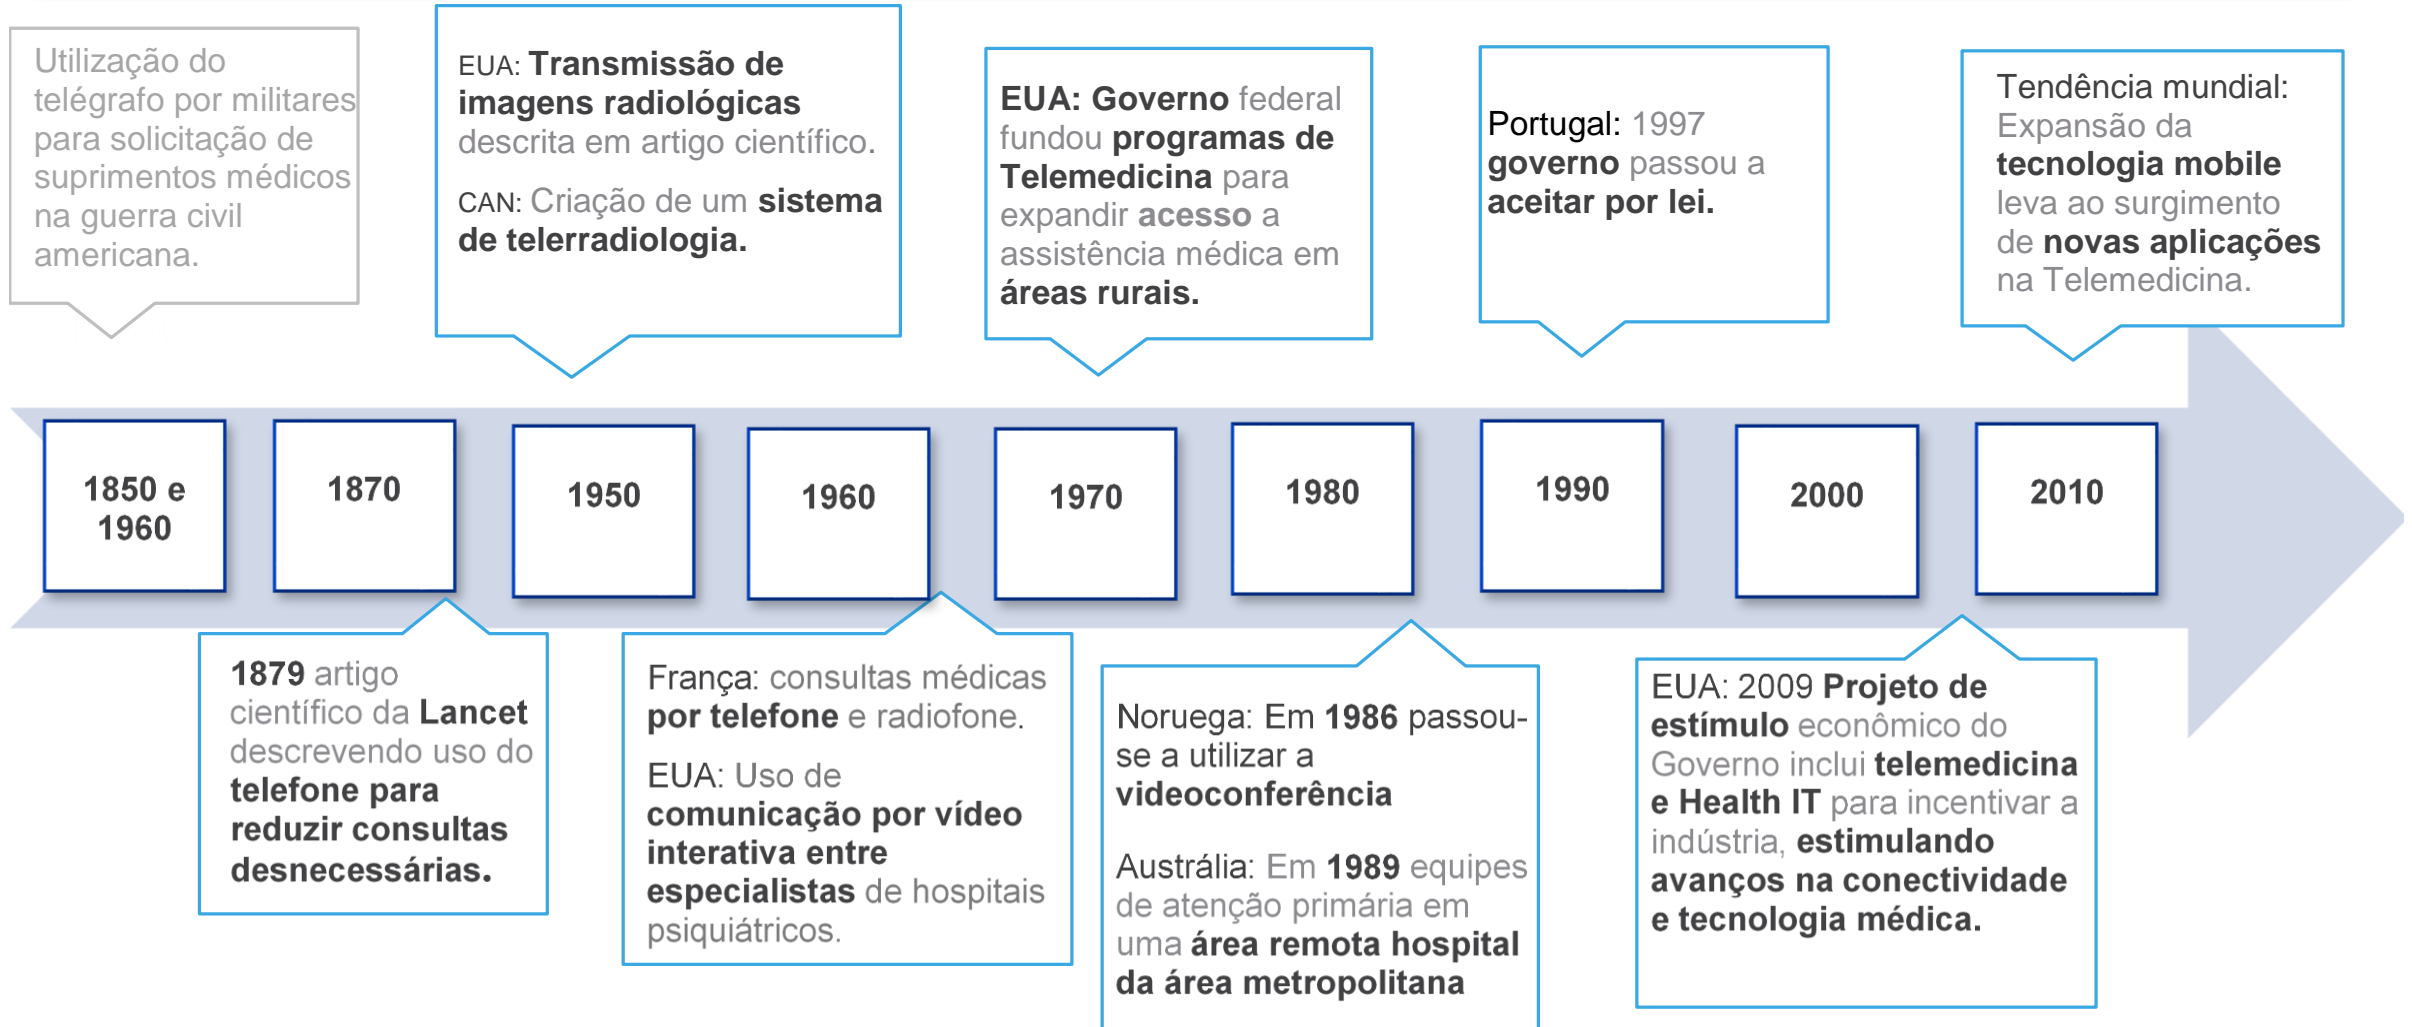 Utilização do
telégrafo por militares
para solicitação de
suprimentos médicos
na guerra civil
americana.
EUA: Transmissão de
imagens radiológicas
descrita em artigo científico.
CAN: Criação de um sistema
de telerradiologia.
EUA: Governo federal
fundou programas de
Telemedicina para
expandir acesso a
assistência médica em
áreas rurais.
Portugal: 1997
governo passou a
aceitar por lei.
Tendência mundial:
Expansão da
tecnologia mobile
leva ao surgimento
de novas aplicações
na Telemedicina.
1850 e
1960
1870
1950
1960
1970
1980
1990
2000
2010
1879 artigo
científico da Lancet
descrevendo uso do
telefone para
reduzir consultas
desnecessárias.
França: consultas médicas
por telefone e radiofone.
EUA: Uso de
comunicação por vídeo
interativa entre
especialistas de hospitais
psiquiátricos.
Noruega: Em 1986 passou-
se a utilizar a
videoconferência
Austrália: Em 1989 equipes
de atenção primária em
uma área remota hospital
da área metropolitana
EUA: 2009 Projeto de
estímulo econômico do
Governo inclui telemedicina
e Health IT para incentivar a
indústria, estimulando
avanços na conectividade
e tecnologia médica.